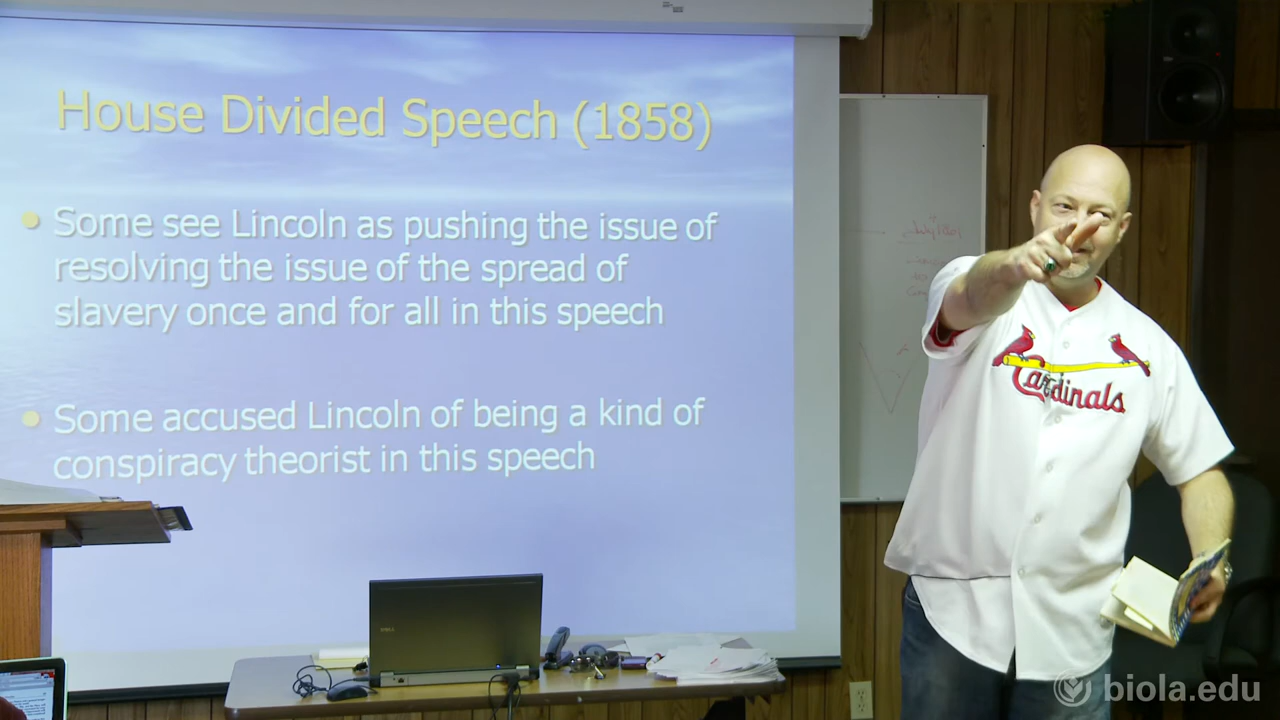 House Divided Speech (1858)
Some see Lincoln as pushing the issue of
resolving the issue of the spread of
slavery once and for all in this speech
Some accused Lincoln of being a kind of
conspiracy theorist in this speech
Cardinals
DELL
biola.edu